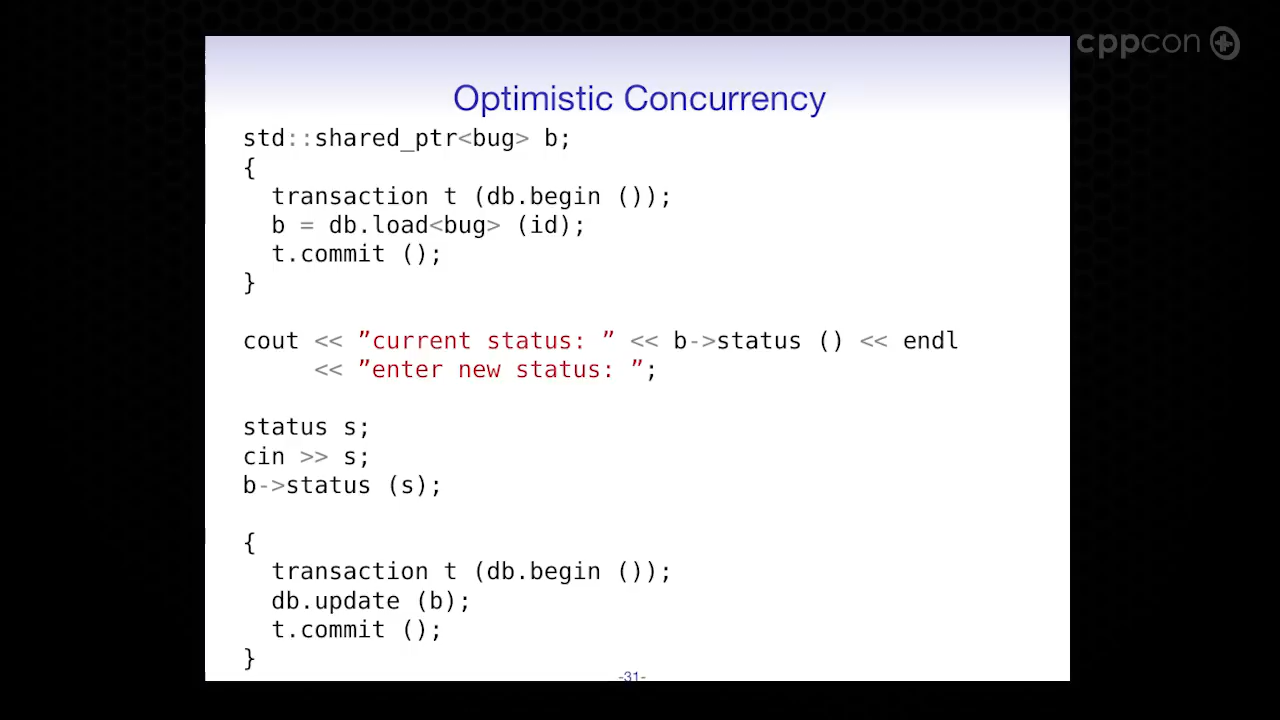 cppcon
Optimistic Concurrency
std::shared_ptr<bug> b;
{
  transaction t (db.begin ());
  b = db.load<bug> (id);
  t.commit ();
}
cout << ”current status: ” << b->status () << endl
     << ”enter new status: ”;
status s;
cin >> s;
b->status (s);
{
  transaction t (db.begin ());
  db.update (b);
  t.commit ();
}
-31-